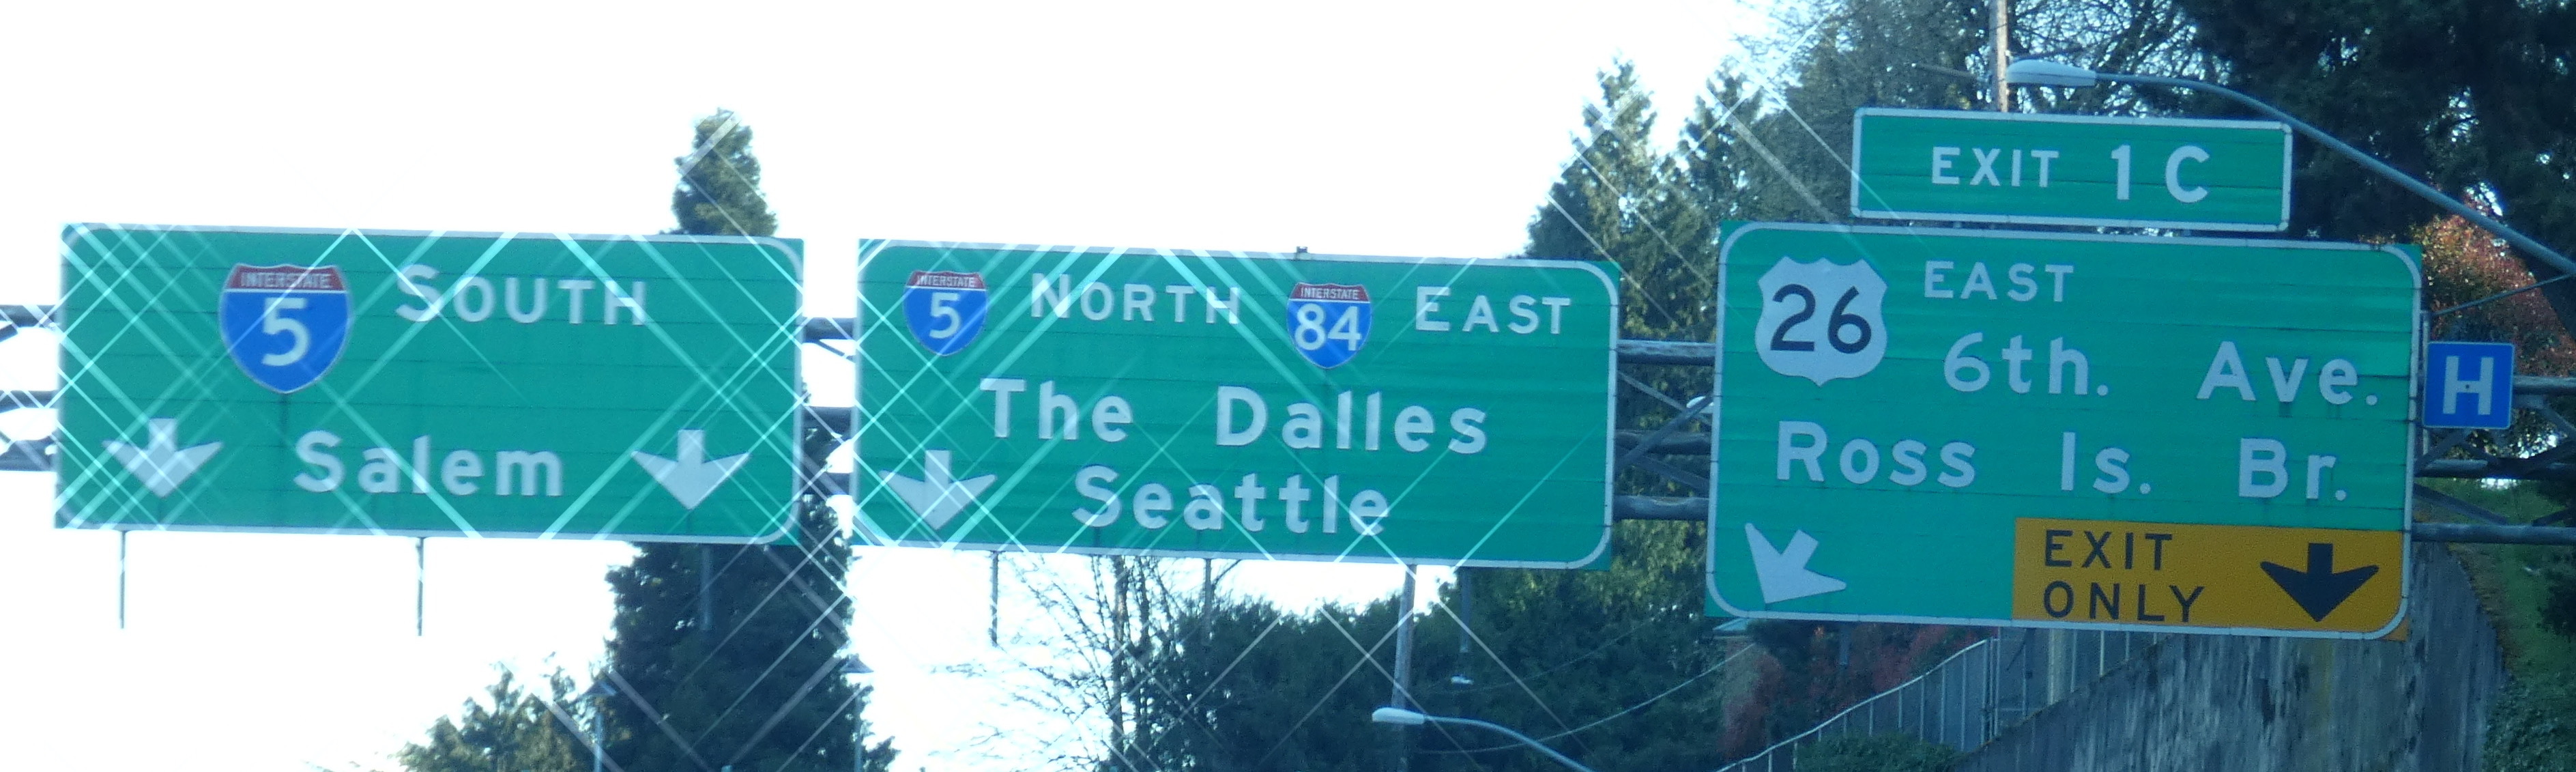 INTERSTATE
5 SOUTH
Salem
INTERSTATE INTERSTATE
5 NORTH 84 EAST
The Dalles
Seattle
EXIT 1C
26 EAST
6th. Ave.
Ross Is. Br.
EXIT
ONLY
H